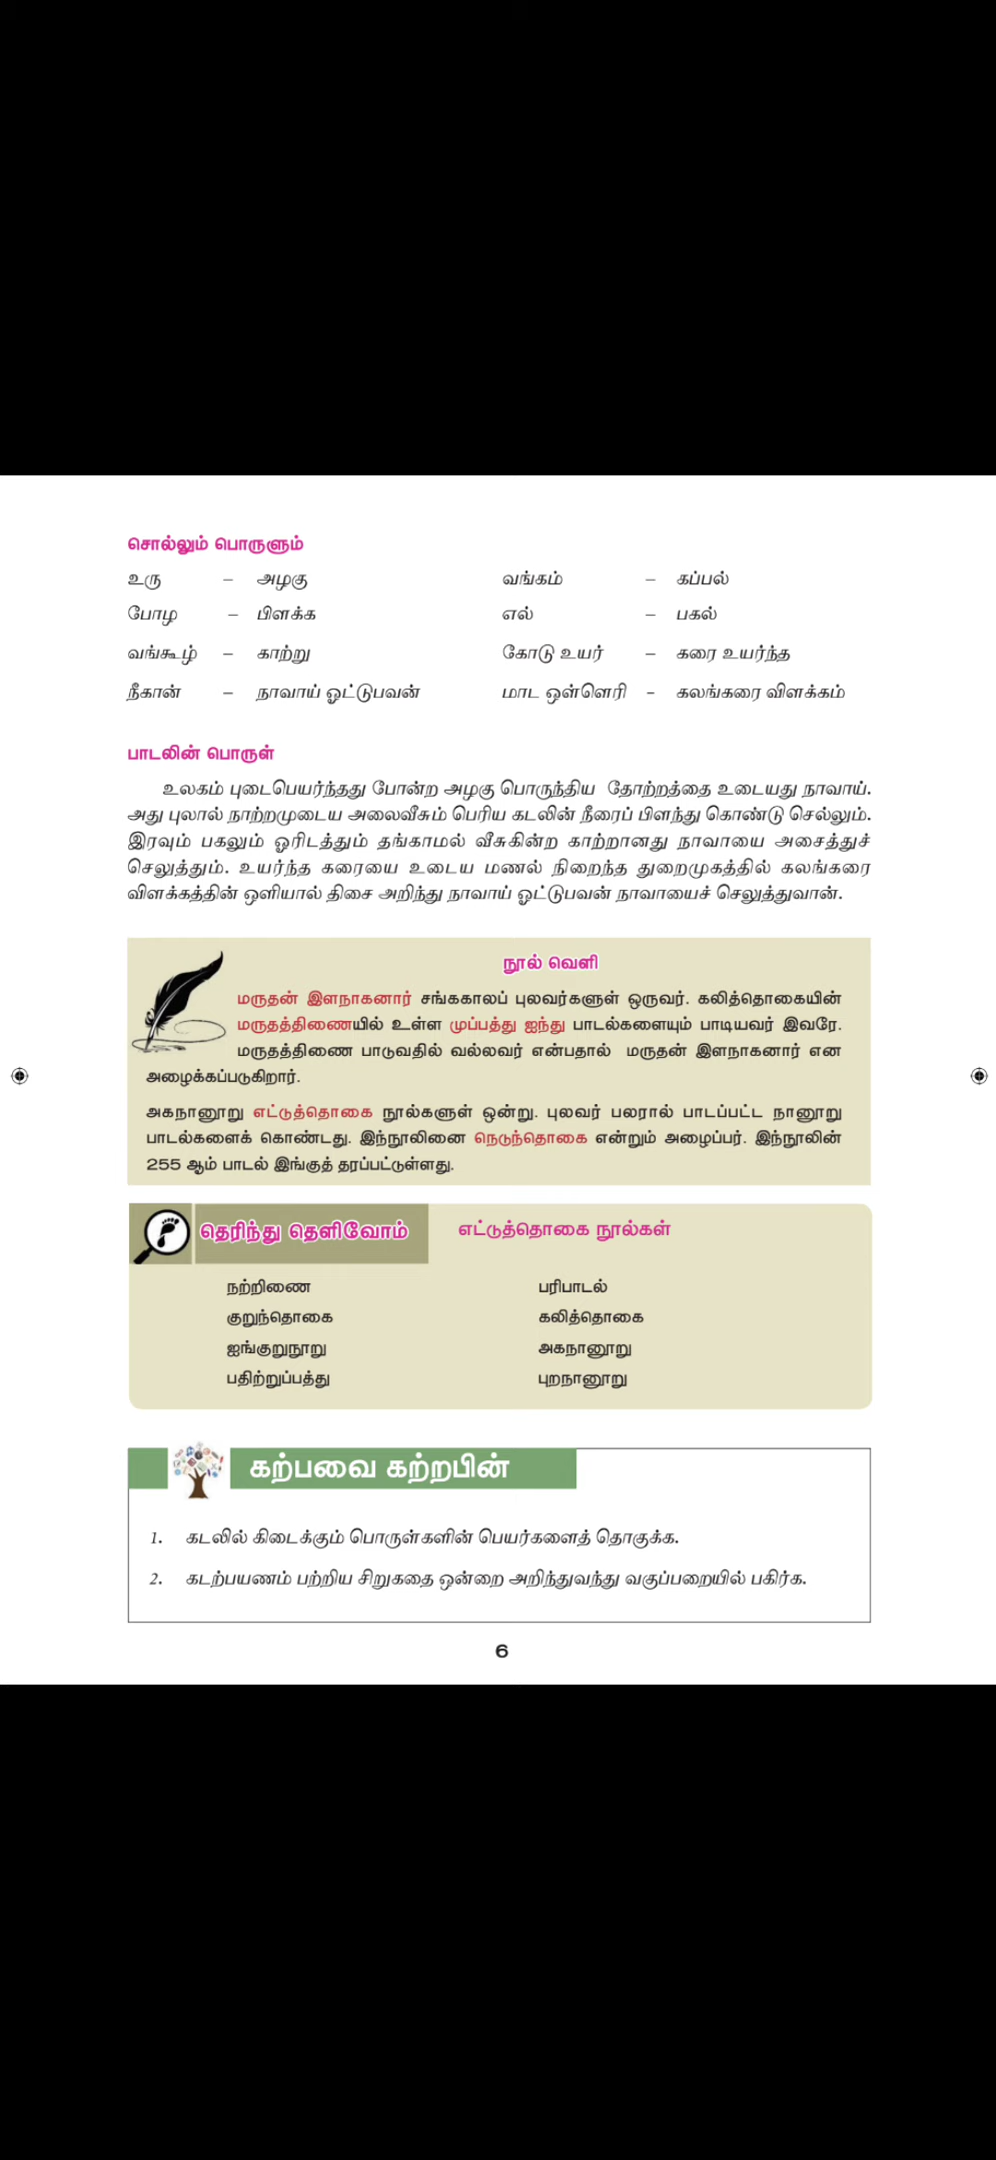 சொல்லும் பொருளும்
உரு – அழகு வங்கம் – கப்பல்
போழ – பிளக்க எல் – பகல்
வங்கூழ் – காற்று கோடு உயர் – கரை உயர்ந்த
நீகான் – நாவாய் ஓட்டுபவன் மாட ஒள்ளெரி - கலங்கரை விளக்கம்
பாடலின் பொருள்
உலகம் புடைபெயர்ந்தது போன்ற அழகு பொருந்திய தோற்றத்தை உடையது நாவாய்.
அது புலால் நாற்றமுடைய அலைவீசும் பெரிய கடலின் நீரைப் பிளந்து கொண்டு செல்லும்.
இரவும் பகலும் ஓரிடத்தும் தங்காமல் வீசுகின்ற காற்றானது நாவாயை அசைத்துச்
செலுத்தும். உயர்ந்த கரையை உடைய மணல் நிறைந்த துறைமுகத்தில் கலங்கரை
விளக்கத்தின் ஒளியால் திசை அறிந்து நாவாய் ஓட்டுபவன் நாவாயைச் செலுத்துவான்.
நூல் வெளி
மருதன் இளநாகனார் சங்ககாலப் புலவர்களுள் ஒருவர். கலித்தொகையின்
மருதத்திணையில் உள்ள முப்பத்து ஐந்து பாடல்களையும் பாடியவர் இவரே.
மருதத்திணை பாடுவதில் வல்லவர் என்பதால் மருதன் இளநாகனார் என
அழைக்கப்படுகிறார்.
அகநானூறு எட்டுத்தொகை நூல்களுள் ஒன்று. புலவர் பலரால் பாடப்பட்ட நானூறு
பாடல்களைக் கொண்டது. இந்நூலினை நெடுந்தொகை என்றும் அழைப்பர். இந்நூலின்
255 ஆம் பாடல் இங்குத் தரப்பட்டுள்ளது.
தெரிந்து தெளிவோம் எட்டுத்தொகை நூல்கள்
நற்றிணை பரிபாடல்
குறுந்தொகை கலித்தொகை
ஐங்குறுநூறு அகநானூறு
பதிற்றுப்பத்து புறநானூறு
கற்பவை கற்றபின்
1. கடலில் கிடைக்கும் பொருள்களின் பெயர்களைத் தொகுக்க.
2. கடற்பயணம் பற்றிய சிறுகதை ஒன்றை அறிந்துவந்து வகுப்பறையில் பகிர்க.
6